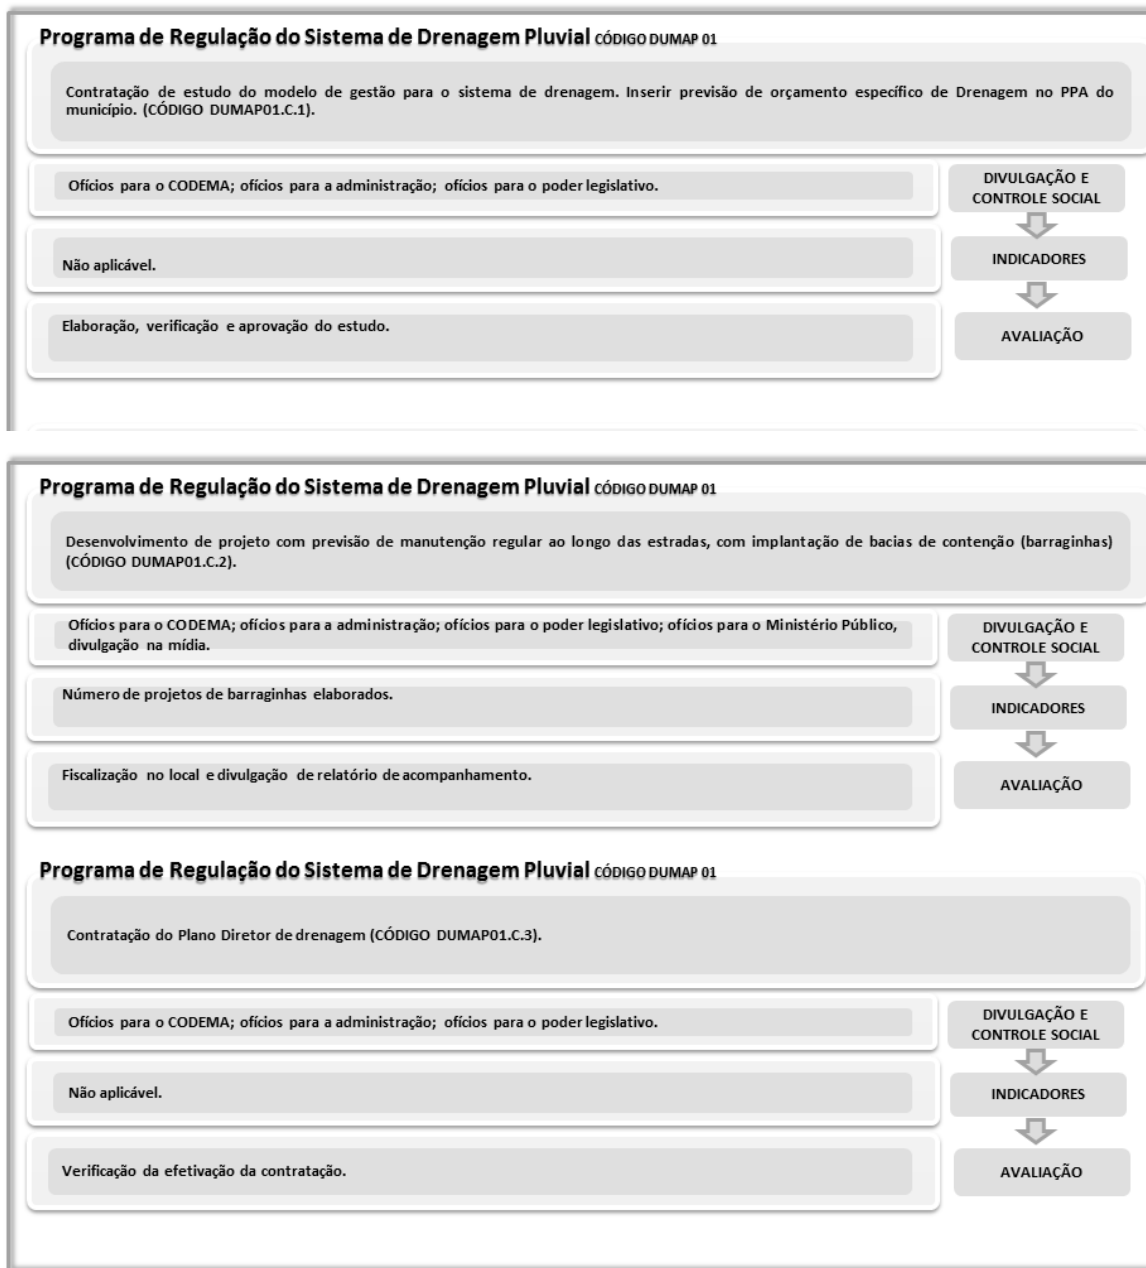 Programa de Regulação do Sistema de Drenagem Pluvial CÓDIGO DUMAP 01
Contratação de estudo do modelo de gestão para o sistema de drenagem. Inserir previsão de orçamento específico de Drenagem no PPA do
município. (CÓDIGO DUMAP01.C.1).
Ofícios para o CODEMA; ofícios para a administração; ofícios para o poder legislativo.
DIVULGAÇÃO E
CONTROLE SOCIAL
Não aplicável.
INDICADORES
Elaboração, verificação e aprovação do estudo.
AVALIAÇÃO
Programa de Regulação do Sistema de Drenagem Pluvial CÓDIGO DUMAP 01
Desenvolvimento de projeto com previsão de manutenção regular ao longo das estradas, com implantação de bacias de contenção (barraginhas)
(CÓDIGO DUMAP01.C.2).
Ofícios para o CODEMA; ofícios para a administração; ofícios para o poder legislativo; ofícios para o Ministério Público,
divulgação na mídia.
DIVULGAÇÃO E
CONTROLE SOCIAL
Número de projetos de barraginhas elaborados.
INDICADORES
Fiscalização no local e divulgação de relatório de acompanhamento.
AVALIAÇÃO
Programa de Regulação do Sistema de Drenagem Pluvial CÓDIGO DUMAP 01
Contratação do Plano Diretor de drenagem (CÓDIGO DUMAP01.C.3).
Ofícios para o CODEMA; ofícios para a administração; ofícios para o poder legislativo.
DIVULGAÇÃO E
CONTROLE SOCIAL
Não aplicável.
INDICADORES
Verificação da efetivação da contratação.
AVALIAÇÃO